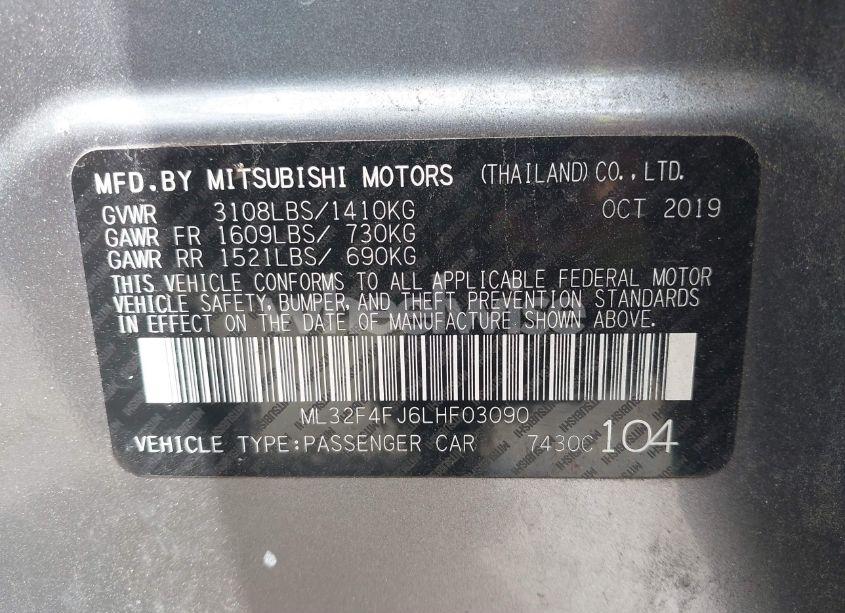 MFD.BY MITSUBISHI MOTORS (THAILAND) CO., LTD.
GVWR 3108LBS/1410KG OCT 2019
GAWR FR 1609LBS/ 730KG
GAWR RR 1521LBS/ 690KG
THIS VEHICLE CONFORMS TO ALL APPLICABLE FEDERAL MOTOR
VEHICLE SAFETY, BUMPER, AND THEFT PREVENTION STANDARDS
IN EFFECT ON THE DATE OF MANUFACTURE SHOWN ABOVE.
ML32F4FJ6LHF03090
VEHICLE TYPE:PASSENGER CAR 7430C 104